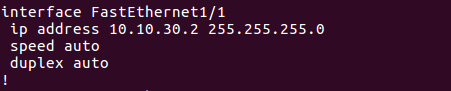 interface FastEthernet1/1
 ip address 10.10.30.2 255.255.255.0
 speed auto
 duplex auto
!